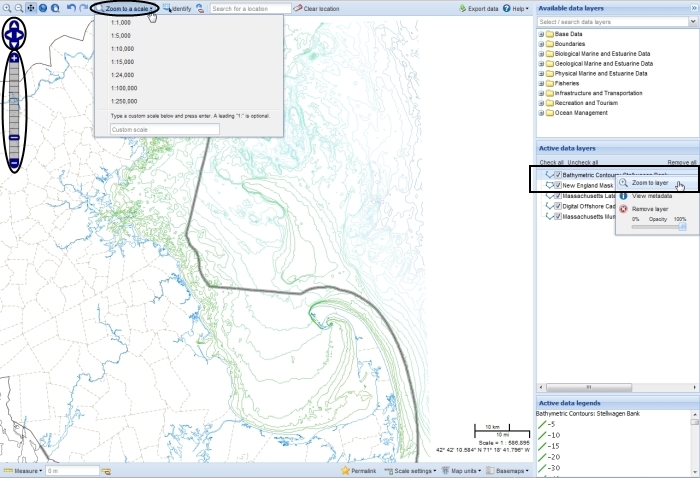 Zoom to a scale
Identify
Search for a location
Clear location
Export data
Help
1:1,000
1:5,000
1:10,000
1:15,000
1:24,000
1:100,000
1:250,000
Type a custom scale below and press enter. A leading "1:" is optional.
Custom scale
Available data layers
Select / search data layers
Base Data
Boundaries
Biological Marine and Estuarine Data
Geological Marine and Estuarine Data
Physical Marine and Estuarine Data
Fisheries
Infrastructure and Transportation
Recreation and Tourism
Ocean Management
Active data layers
Check all Uncheck all Remove all
Bathymetric Contours: Stellwagen Bank
New England Mask
Massachusetts Late
Digital Offshore Cad
Massachusetts Mun
Zoom to layer
View metadata
Remove layer
0% Opacity 100%
Active data legends
Bathymetric Contours: Stellwagen Bank
-5
-10
-15
-20
-30
10 km
10 mi
Scale = 1 : 586,895
42° 42' 10.584" N 71° 18' 41.796" W
Measure
0 m
Permalink
Scale settings
Map units
Basemaps